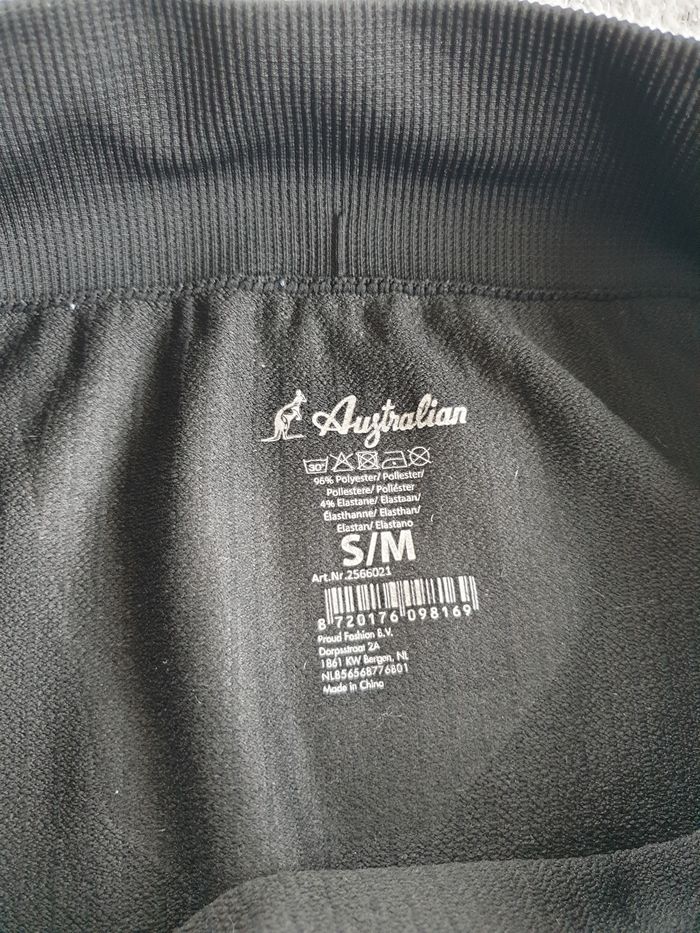 Australian
30°
96% Polyester/ Poliester/
Poliestere/ Poliéster
4% Elastane/ Elastaan/
Élasthanne/ Elasthan/
Elastan/ Elastano
S/M
Art.Nr.2566021
8 720176 098169
Proud Fashion B.V.
Dorpsstraat 2A
1861 KW Bergen, NL
NL856568776B01
Made in China